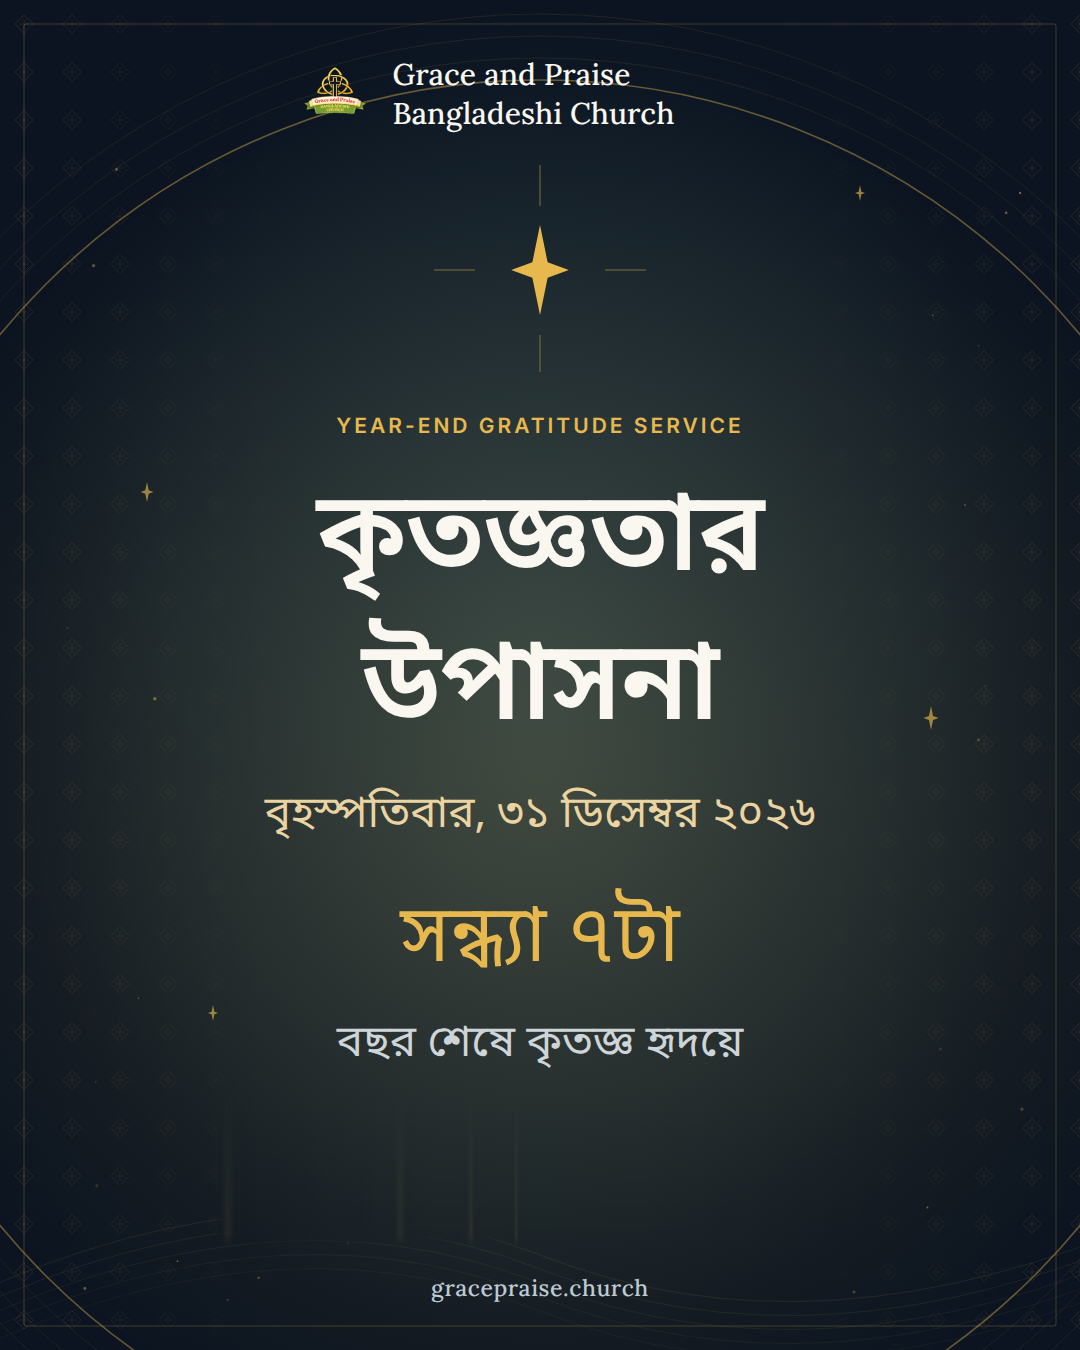 Grace and Praise
Bangladeshi Church
YEAR-END GRATITUDE SERVICE
কৃতজ্ঞতার
উপাসনা
বৃহস্পতিবার, ৩১ ডিসেম্বর ২০২৬
সন্ধ্যা ৭টা
বছর শেষে কৃতজ্ঞ হৃদয়ে
gracepraise.church